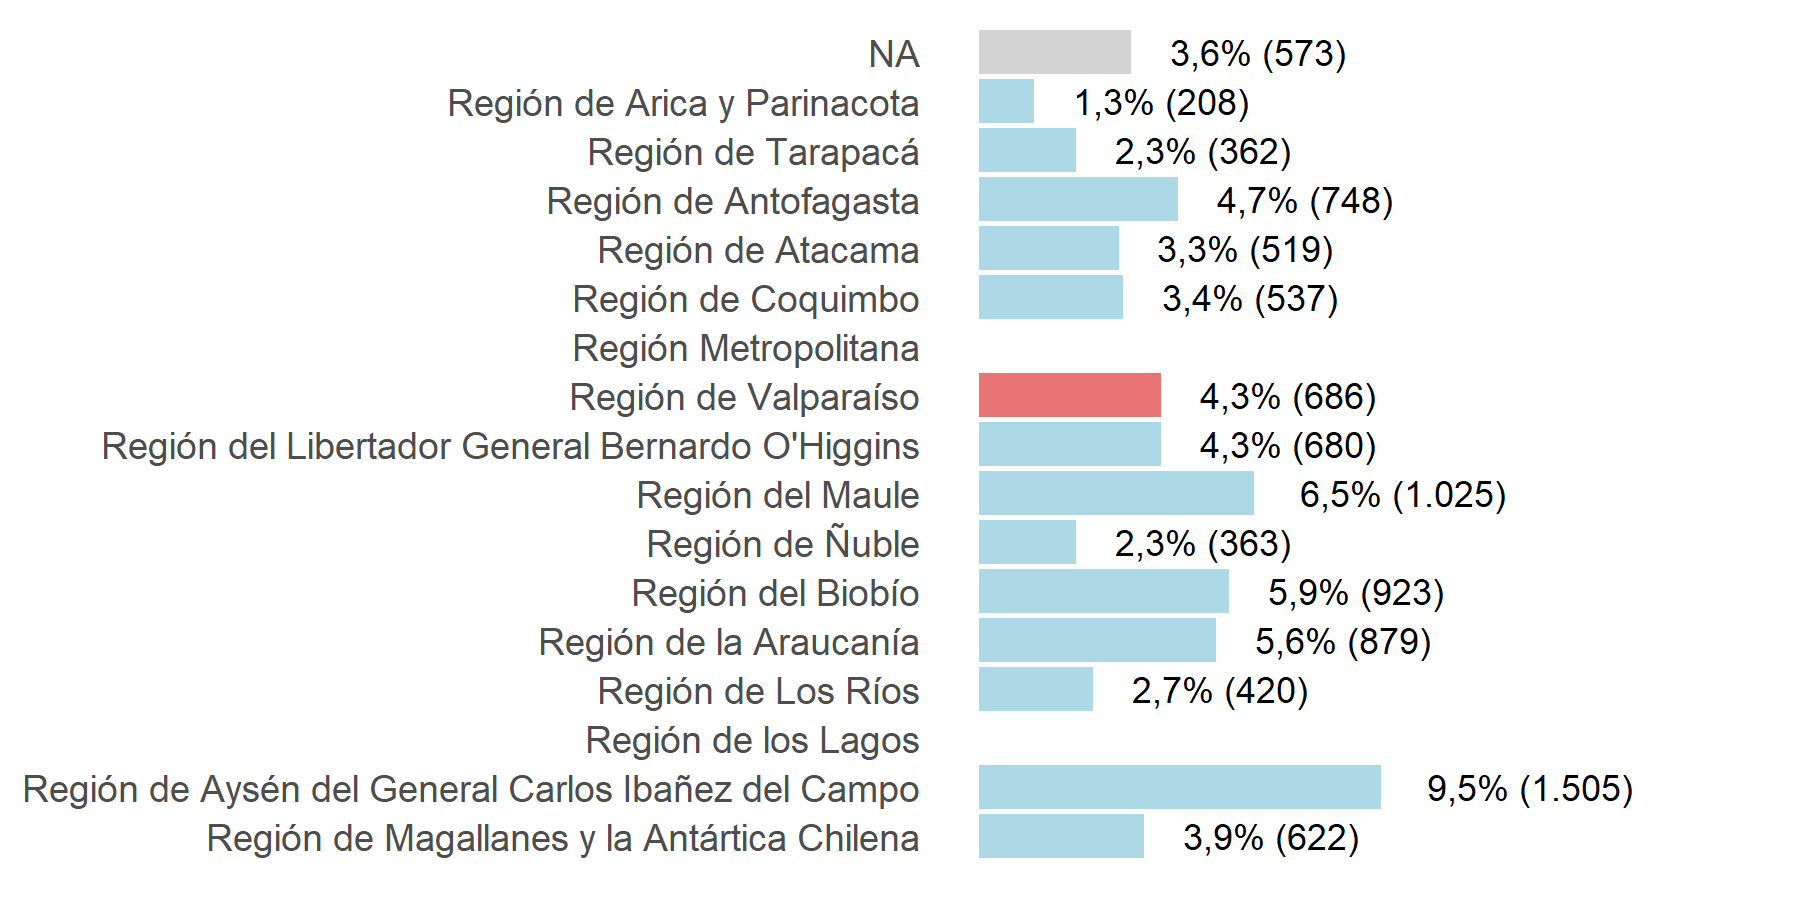 NA 3,6% (573)
Región de Arica y Parinacota 1,3% (208)
Región de Tarapacá 2,3% (362)
Región de Antofagasta 4,7% (748)
Región de Atacama 3,3% (519)
Región de Coquimbo 3,4% (537)
Región Metropolitana
Región de Valparaíso 4,3% (686)
Región del Libertador General Bernardo O'Higgins 4,3% (680)
Región del Maule 6,5% (1.025)
Región de Ñuble 2,3% (363)
Región del Biobío 5,9% (923)
Región de la Araucanía 5,6% (879)
Región de Los Ríos 2,7% (420)
Región de los Lagos
Región de Aysén del General Carlos Ibañez del Campo 9,5% (1.505)
Región de Magallanes y la Antártica Chilena 3,9% (622)